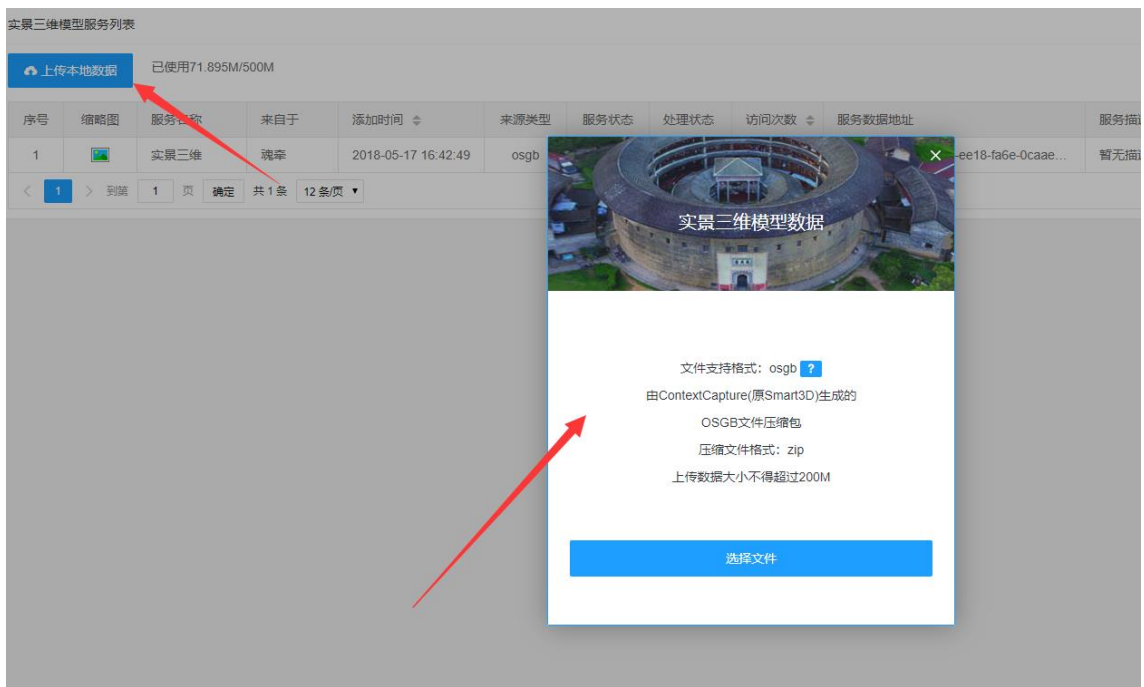 实景三维模型服务列表
上传本地数据 已使用71.895M/500M
序号 缩略图 服务名称 来自于 添加时间 来源类型 服务状态 处理状态 访问次数 服务数据地址 服务描
1 实景三维 魂牵 2018-05-17 16:42:49 osgb -ee18-fa6e-0caae... 暂无描
< 1 > 到第 1 页 确定 共1条 12条/页
实景三维模型数据
文件支持格式：osgb ?
由ContextCapture(原Smart3D)生成的
OSGB文件压缩包
压缩文件格式：zip
上传数据大小不得超过200M
选择文件